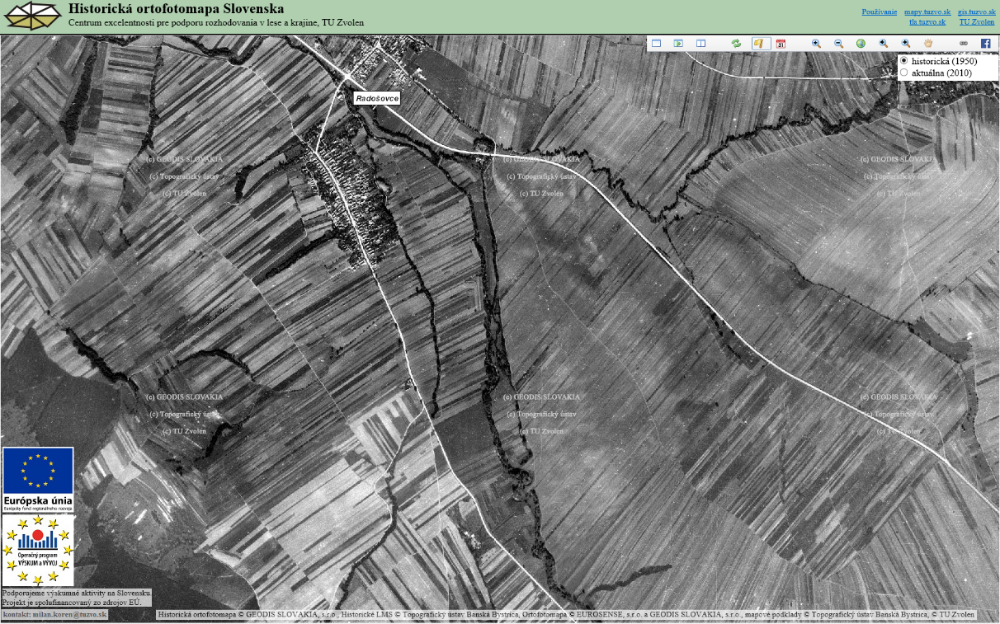 Historická ortofotomapa Slovenska
Centrum excelentnosti pre podporu rozhodovania v lese a krajine, TU Zvolen
Používanie mapy.tuzvo.sk gis.tuzvo.sk
tls.tuzvo.sk TU Zvolen
31
historická (1950)
aktuálna (2010)
Radošovce
(c) GEODIS SLOVAKIA (c) GEODIS SLOVAKIA (c) GEODIS SLOVAKIA
(c) Topografický ústav (c) Topografický ústav (c) Topografický ústav
(c) TU Zvolen (c) TU Zvolen (c) TU Zvolen
(c) GEODIS SLOVAKIA (c) GEODIS SLOVAKIA (c) GEODIS SLOVAKIA
(c) Topografický ústav (c) Topografický ústav (c) Topografický ústav
(c) TU Zvolen (c) TU Zvolen (c) TU Zvolen
Európska únia
Európsky fond regionálneho rozvoja
Operačný program
VÝSKUM a VÝVOJ
Podporujeme výskumné aktivity na Slovensku.
Projekt je spolufinancovaný zo zdrojov EÚ.
kontakt: milan.koren@tuzvo.sk
Historická ortofotomapa © GEODIS SLOVAKIA, s.r.o., Historické LMS © Topografický ústav Banská Bystrica, Ortofotomapa © EUROSENSE, s.r.o. a GEODIS SLOVAKIA, s.r.o., mapové podklady © Topografický ústav Banská Bystrica, © TU Zvolen